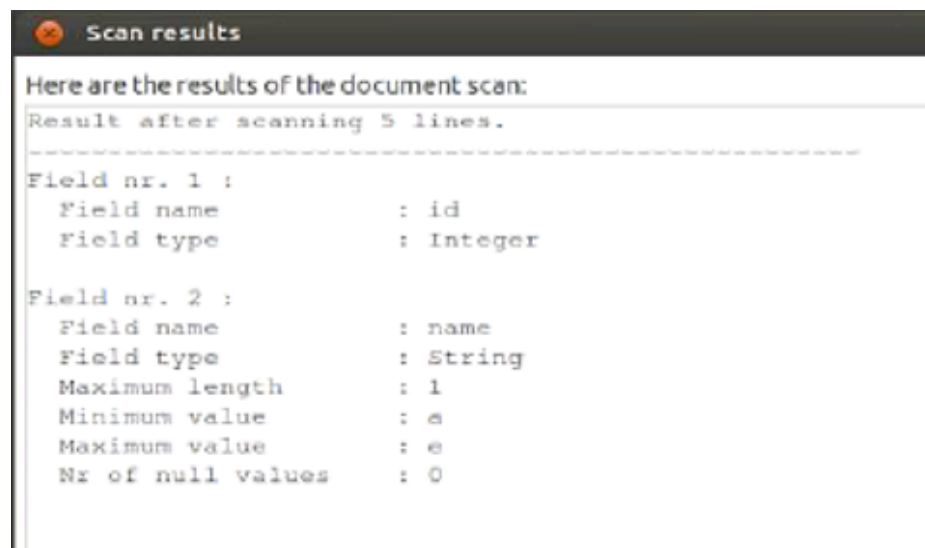 Scan results
Here are the results of the document scan:
Result after scanning 5 lines.
----------------------------------------------------
Field nr. 1 :
Field name : id
Field type : Integer
Field nr. 2 :
Field name : name
Field type : String
Maximum length : 1
Minimum value : a
Maximum value : e
Nr of null values : 0